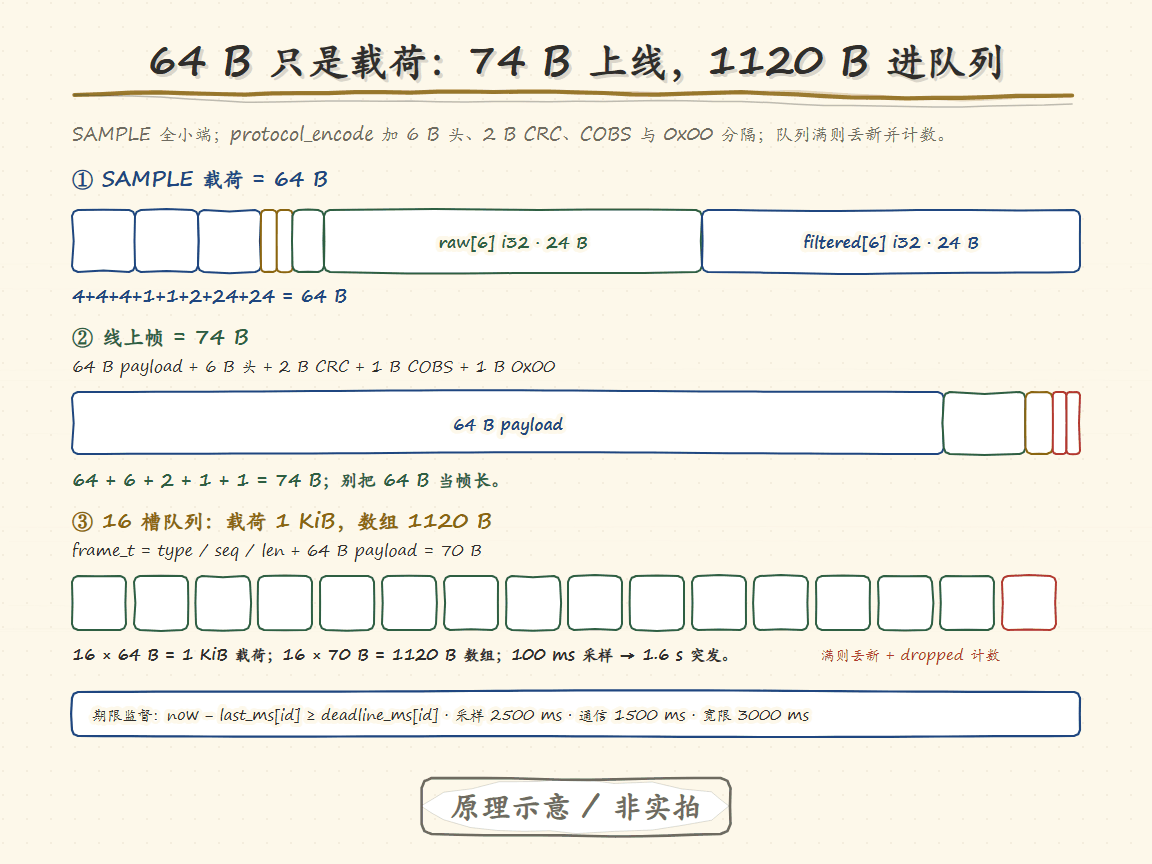 64 B 只是载荷：74 B 上线，1120 B 进队列
SAMPLE 全小端；protocol_encode 加 6 B 头、2 B CRC、COBS 与 0x00 分隔；队列满则丢新并计数。
① SAMPLE 载荷 = 64 B
raw[6] i32 · 24 B
filtered[6] i32 · 24 B
4+4+4+1+1+2+24+24 = 64 B
② 线上帧 = 74 B
64 B payload + 6 B 头 + 2 B CRC + 1 B COBS + 1 B 0x00
64 B payload
64 + 6 + 2 + 1 + 1 = 74 B；别把 64 B 当帧长。
③ 16 槽队列：载荷 1 KiB，数组 1120 B
frame_t = type / seq / len + 64 B payload = 70 B
16 × 64 B = 1 KiB 载荷；16 × 70 B = 1120 B 数组；100 ms 采样 → 1.6 s 突发。
满则丢新 + dropped 计数
期限监督：now − last_ms[id] ≥ deadline_ms[id] · 采样 2500 ms · 通信 1500 ms · 宽限 3000 ms
原理示意 / 非实拍